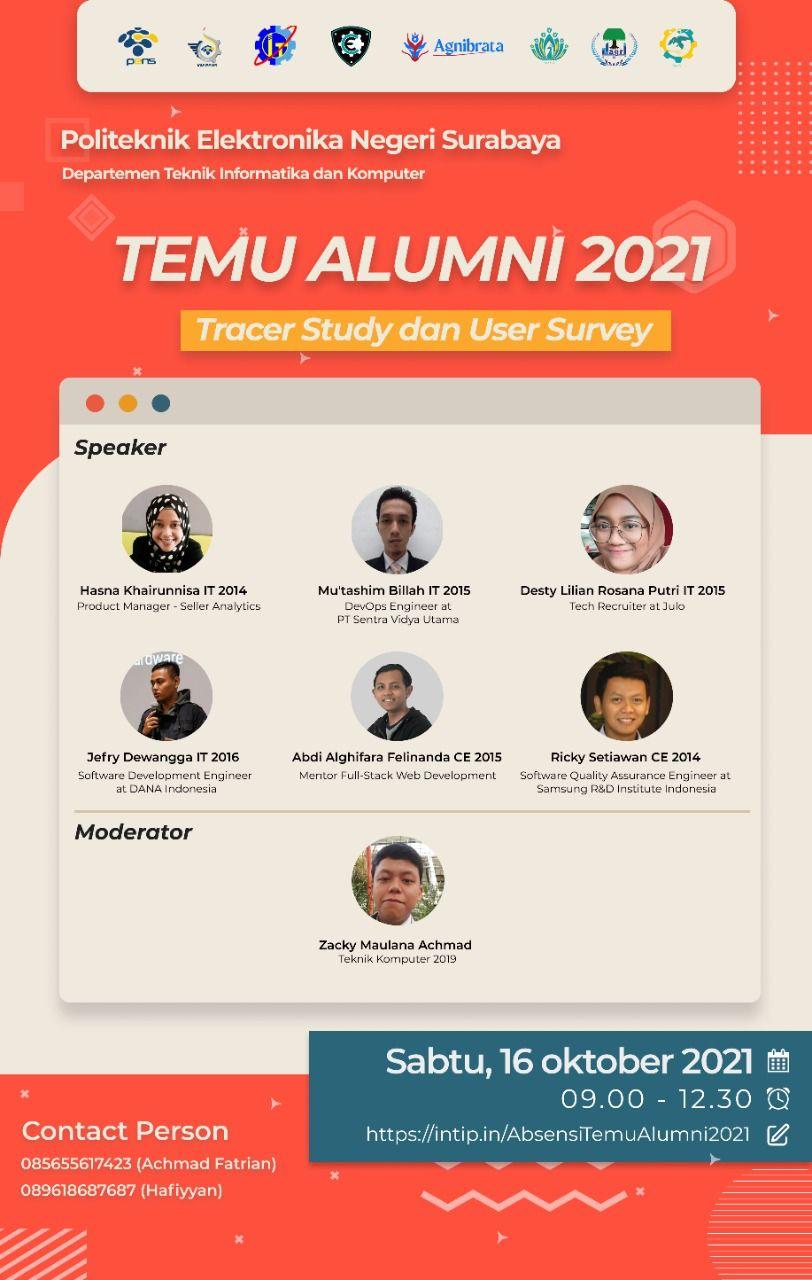 pens
Agnibrata
Politeknik Elektronika Negeri Surabaya
Departemen Teknik Informatika dan Komputer
TEMU ALUMNI 2021
Tracer Study dan User Survey
Speaker
Hasna Khairunnisa IT 2014
Product Manager - Seller Analytics
Mu'tashim Billah IT 2015
DevOps Engineer at
PT Sentra Vidya Utama
Desty Lilian Rosana Putri IT 2015
Tech Recruiter at Julo
Jefry Dewangga IT 2016
Software Development Engineer
at DANA Indonesia
Abdi Alghifara Felinanda CE 2015
Mentor Full-Stack Web Development
Ricky Setiawan CE 2014
Software Quality Assurance Engineer at
Samsung R&D Institute Indonesia
Moderator
Zacky Maulana Achmad
Teknik Komputer 2019
Sabtu, 16 oktober 2021
09.00 - 12.30
https://intip.in/AbsensiTemuAlumni2021
Contact Person
085655617423 (Achmad Fatrian)
089618687687 (Hafiyyan)